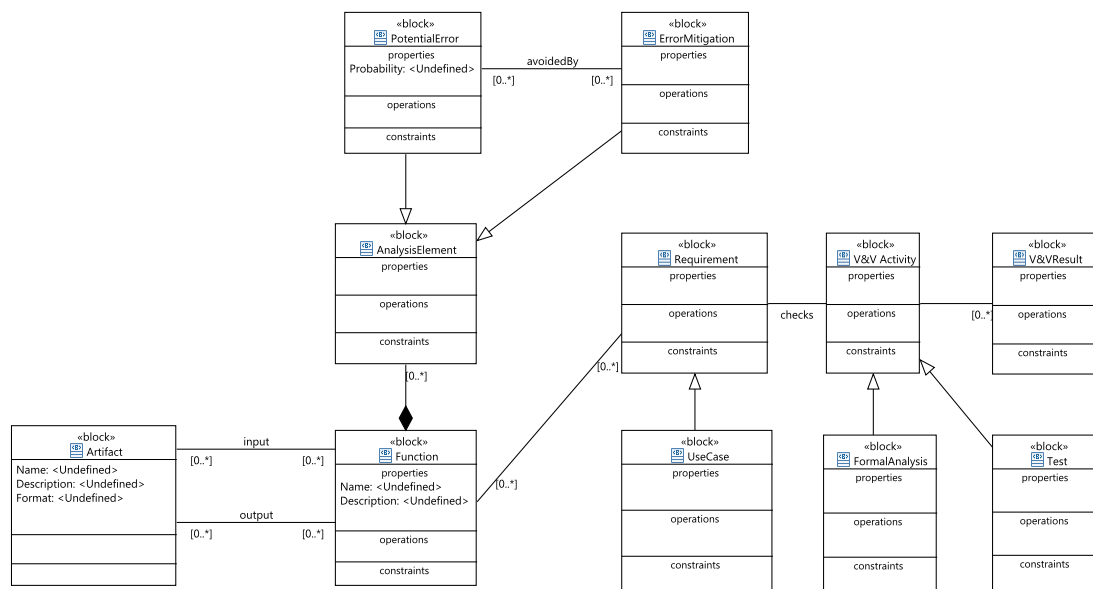 «block»
PotentialError
properties
Probability: <Undefined>
operations
constraints
avoidedBy
[0..*]
[0..*]
«block»
ErrorMitigation
properties
operations
constraints
«block»
AnalysisElement
properties
operations
constraints
[0..*]
«block»
Requirement
properties
operations
constraints
[0..*]
checks
«block»
V&V Activity
properties
operations
constraints
[0..*]
«block»
V&VResult
properties
operations
constraints
«block»
Artifact
Name: <Undefined>
Description: <Undefined>
Format: <Undefined>
input
[0..*]
[0..*]
output
[0..*]
[0..*]
«block»
Function
properties
Name: <Undefined>
Description: <Undefined>
operations
constraints
[0..*]
«block»
UseCase
properties
operations
constraints
«block»
FormalAnalysis
properties
operations
constraints
«block»
Test
properties
operations
constraints